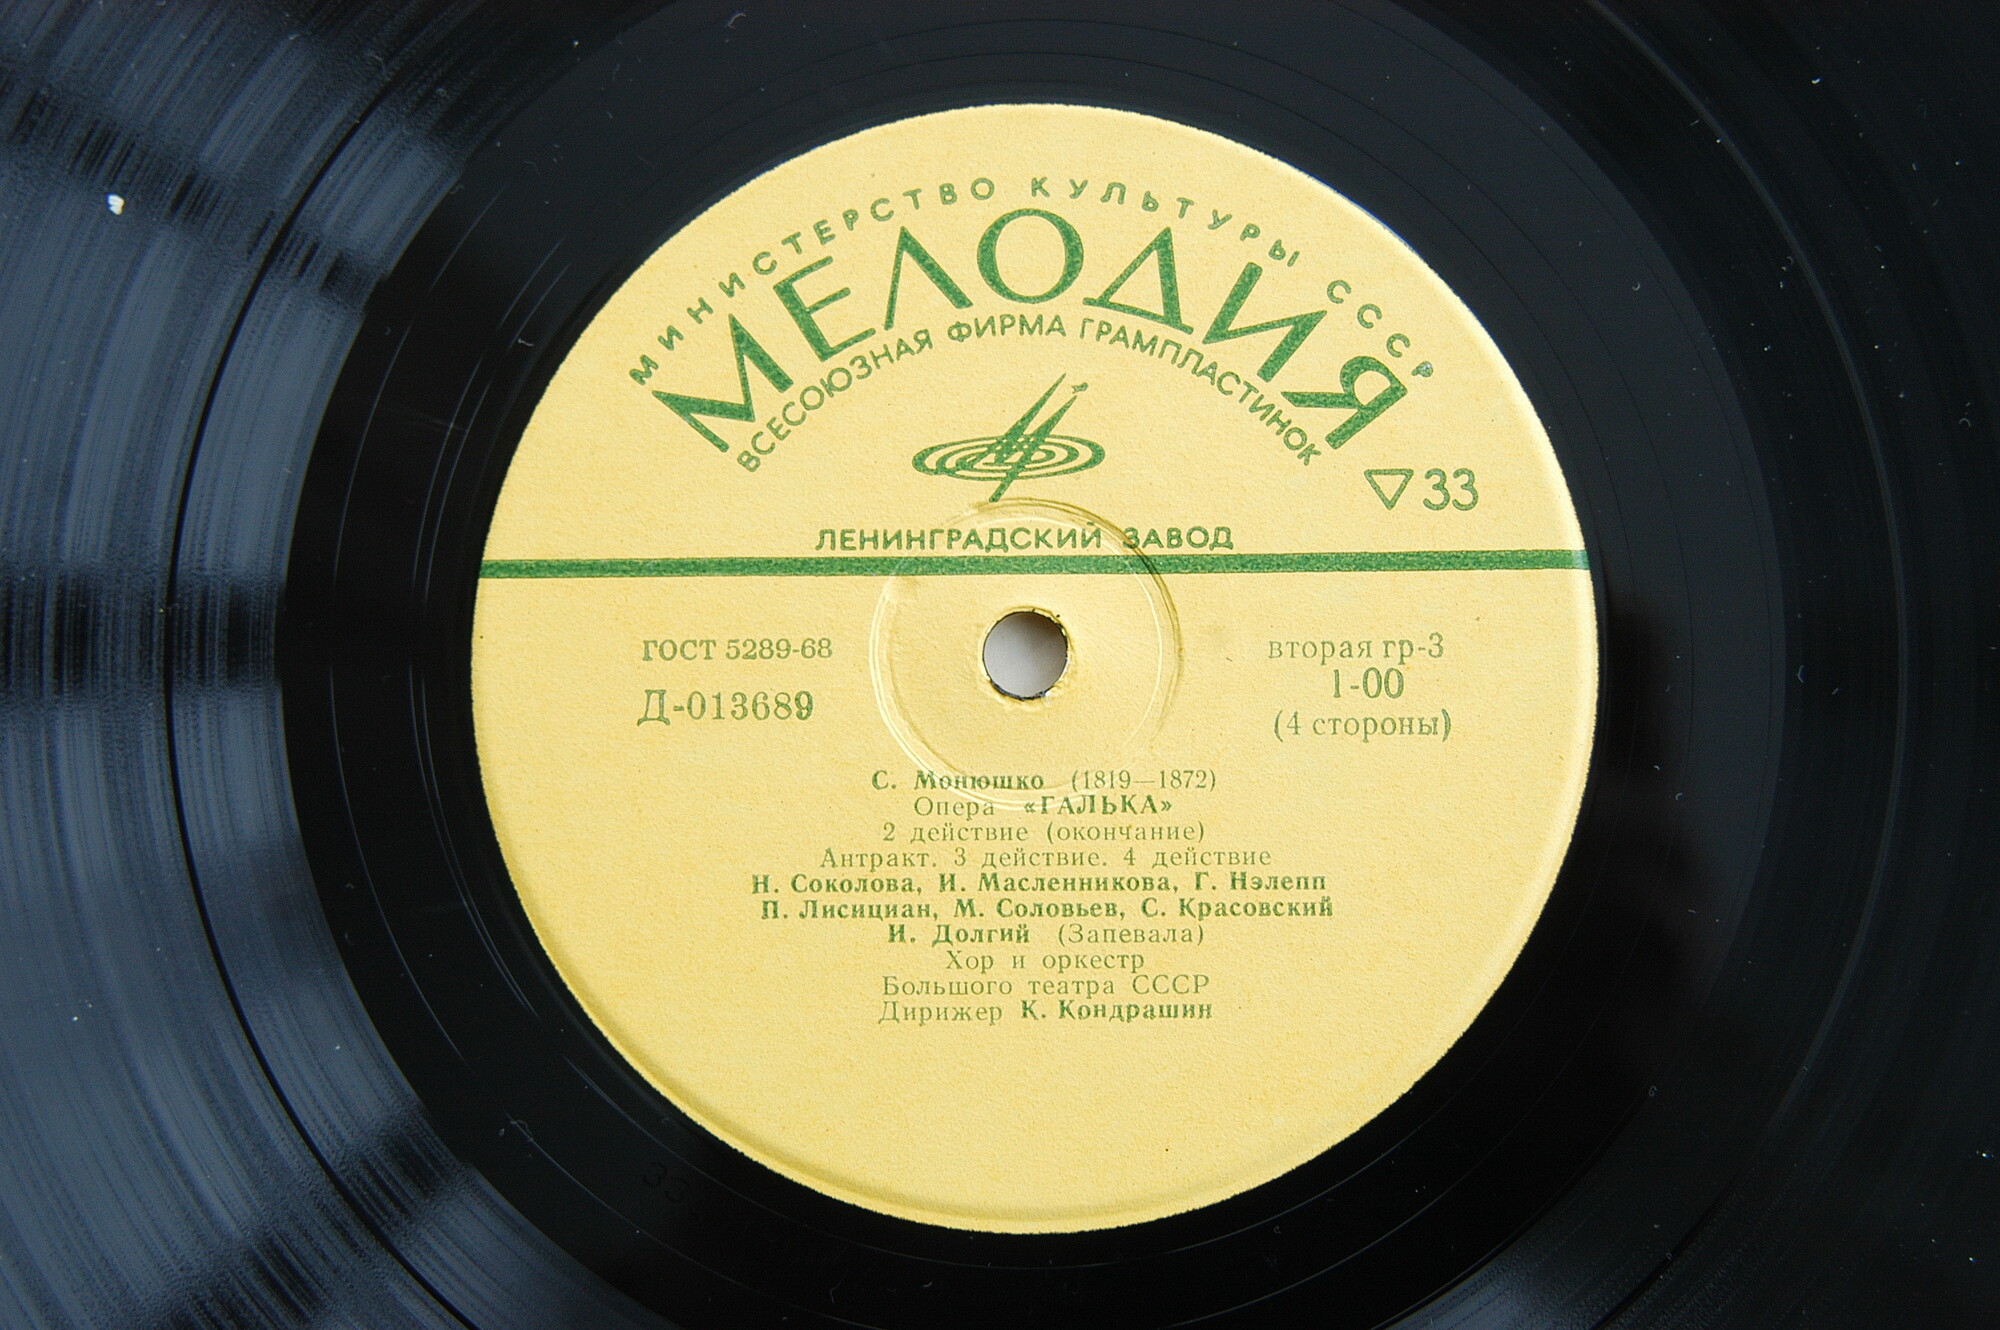 МИНИСТЕРСТВО КУЛЬТУРЫ СССР
МЕЛОДИЯ
ВСЕСОЮЗНАЯ ФИРМА ГРАМПЛАСТИНОК
33
ЛЕНИНГРАДСКИЙ ЗАВОД
ГОСТ 5289-68
Д-013689
вторая гр-3
1-00
(4 стороны)
С. Монюшко (1819—1872)
Опера «ГАЛЬКА»
2 действие (окончание)
Антракт. 3 действие. 4 действие
Н. Соколова, И. Масленникова, Г. Нэлепп
П. Лисициан, М. Соловьев, С. Красовский
И. Долгий (Запевала)
Хор и оркестр
Большого театра СССР
Дирижер К. Кондрашин
33